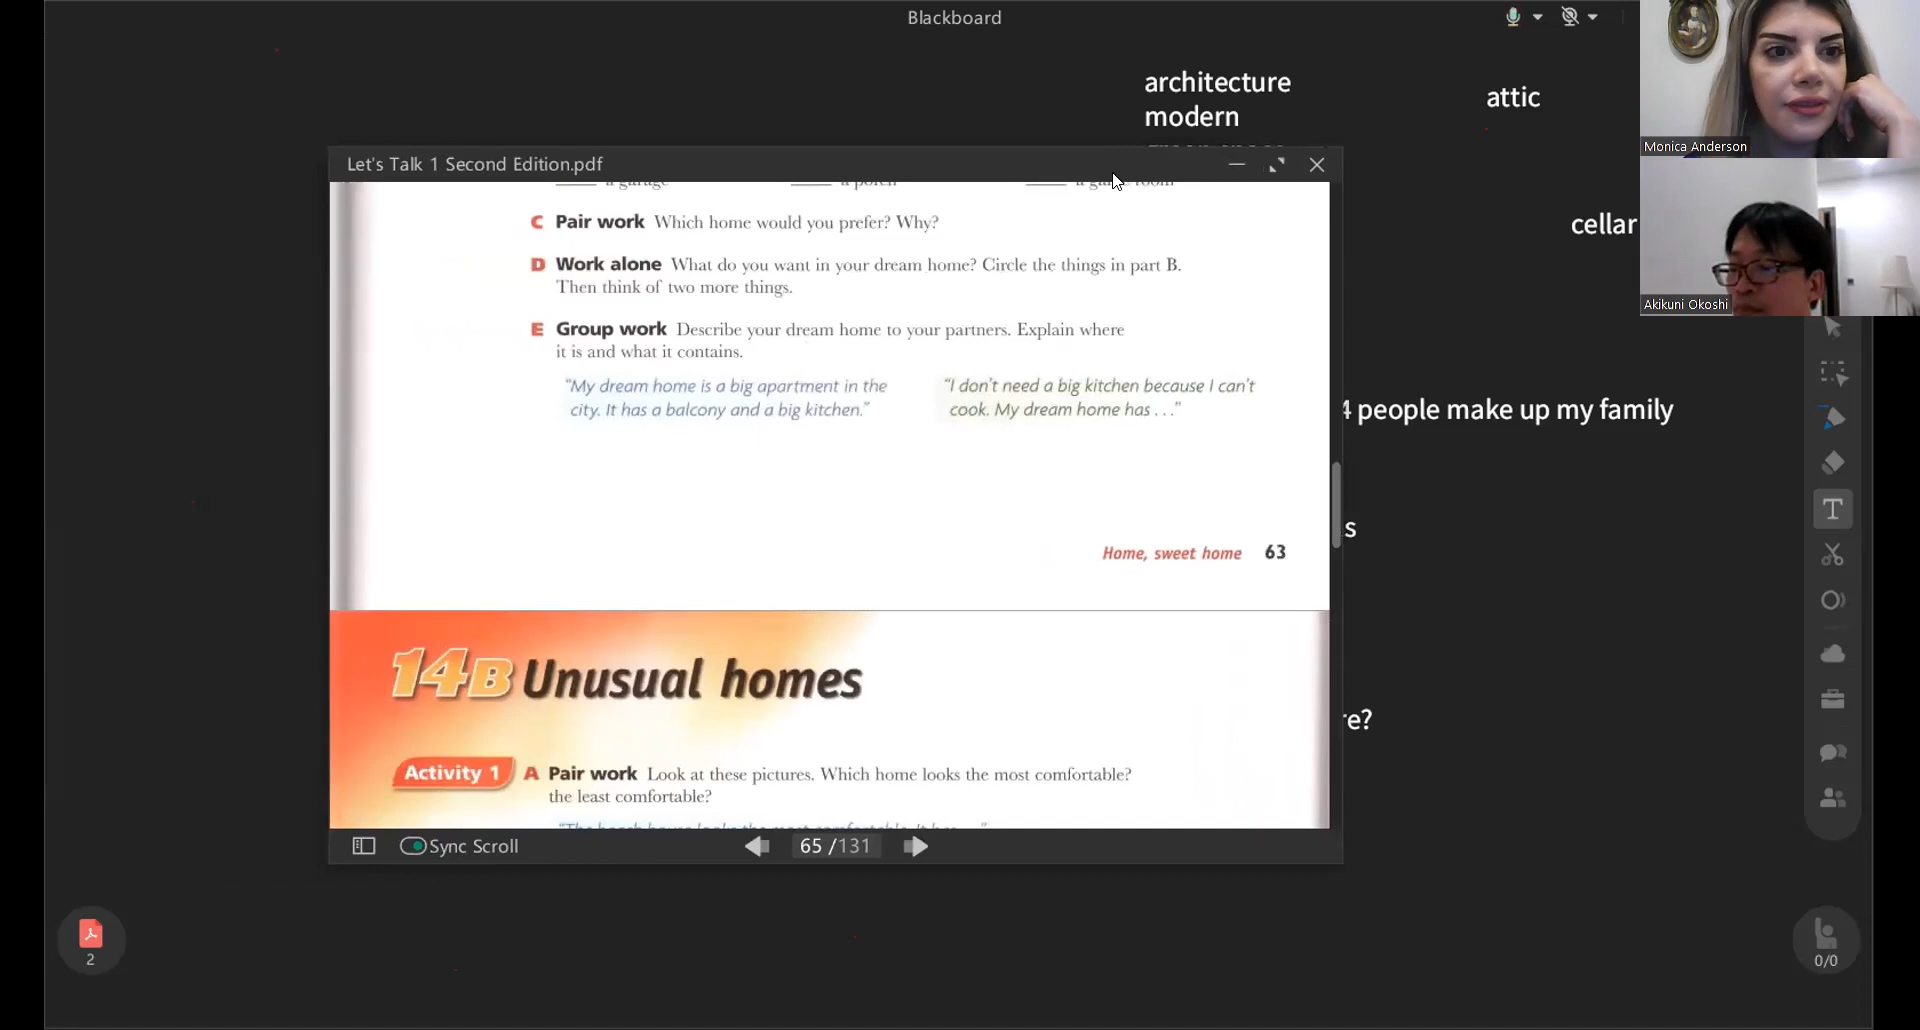 Blackboard
architecture
modern
attic
Monica Anderson
Let's Talk 1 Second Edition.pdf
a garage
a porch
C Pair work Which home would you prefer? Why?
cellar
D Work alone What do you want in your dream home? Circle the things in part B.
Then think of two more things.
Akikuni Okoshi
E Group work Describe your dream home to your partners. Explain where
it is and what it contains.
"My dream home is a big apartment in the
city. It has a balcony and a big kitchen."
"I don't need a big kitchen because I can't
cook. My dream home has . . ."
4 people make up my family
s
Home, sweet home 63
14B Unusual homes
re?
Activity 1 A Pair work Look at these pictures. Which home looks the most comfortable?
the least comfortable?
Sync Scroll
65 /131
2
0/0